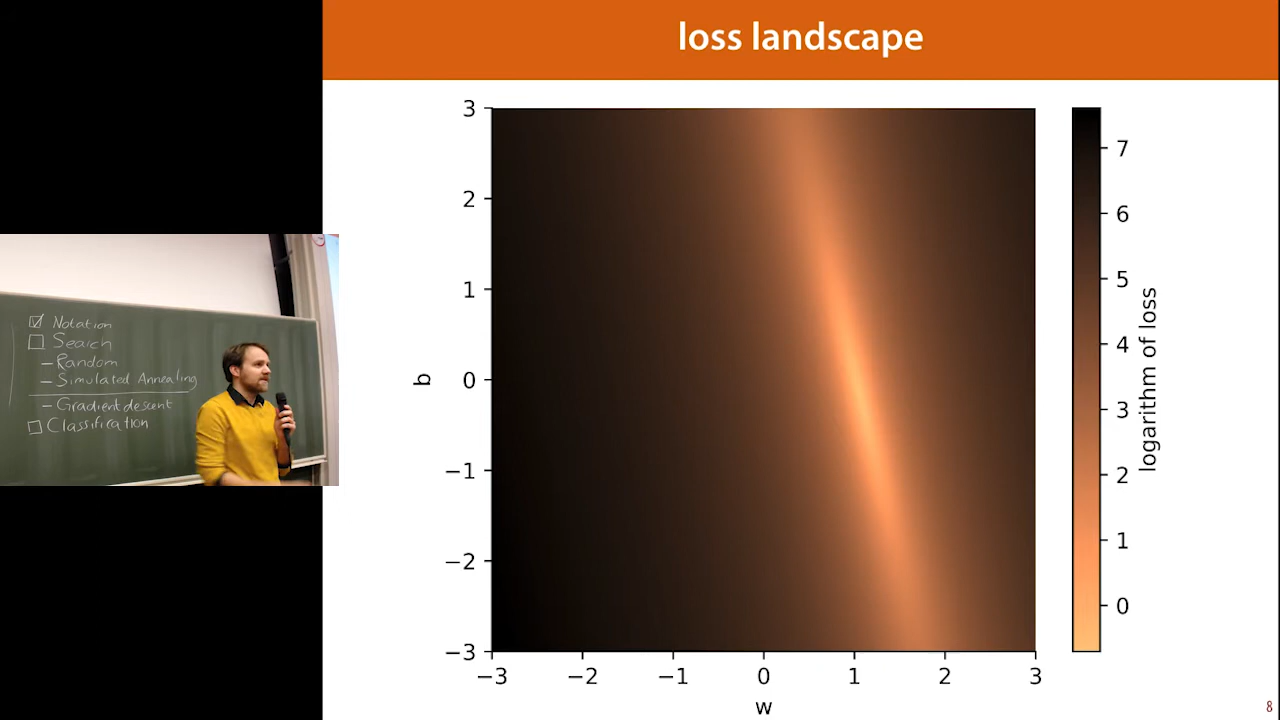 loss landscape
Notation
Search
– Random
– Simulated Annealing
– Gradient descent
Classification
3
2
1
0
−1
−2
−3
b
−3 −2 −1 0 1 2 3
w
7
6
5
4
3
2
1
0
logarithm of loss
8